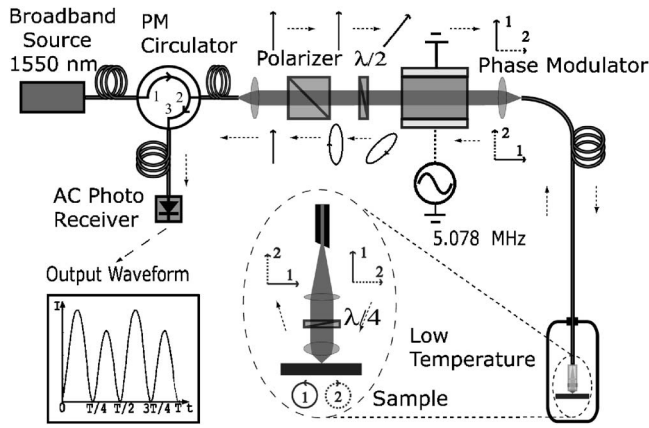 Broadband
Source
1550 nm
PM
Circulator
1 2
3
Polarizer
λ/2
1
2
Phase Modulator
2
1
AC Photo
Receiver
5.078 MHz
Output Waveform
I
0 T/4 T/2 3T/4 T t
2
1
1
2
λ/4
1 2
Sample
Low
Temperature